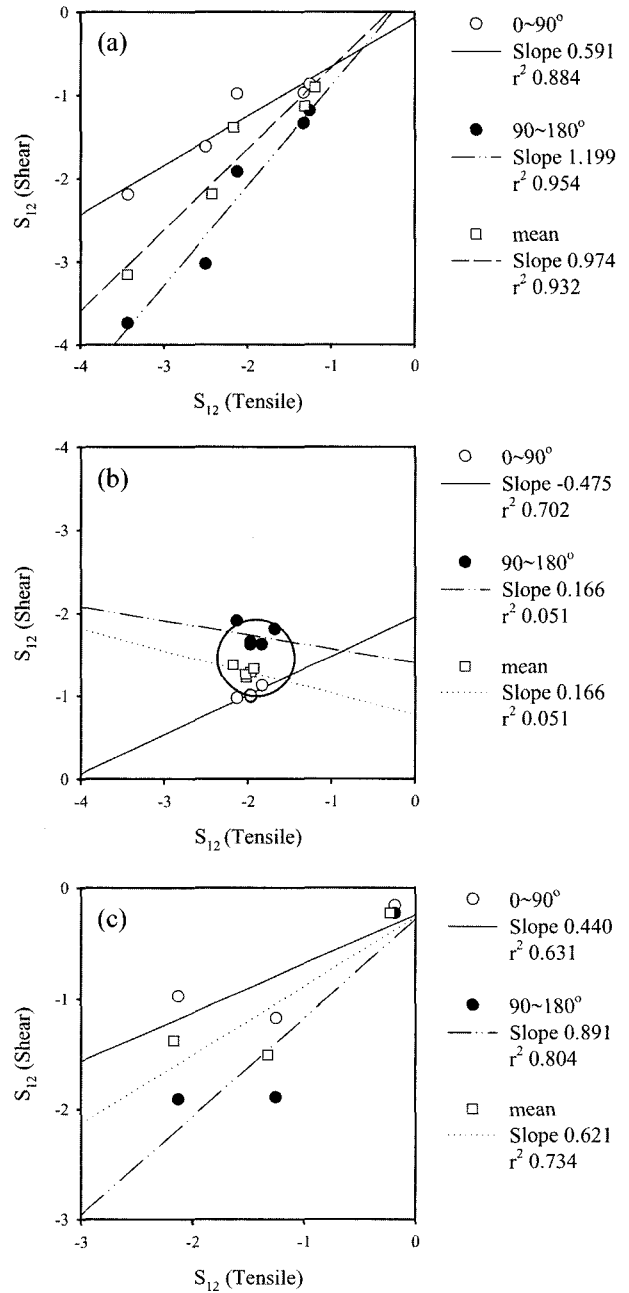 (a)
0
-1
-2
-3
-4
S12 (Shear)
-4 -3 -2 -1 0
S12 (Tensile)
0~90°
Slope 0.591
r² 0.884
90~180°
Slope 1.199
r² 0.954
mean
Slope 0.974
r² 0.932
(b)
-4
-3
-2
-1
0
S12 (Shear)
-4 -3 -2 -1 0
S12 (Tensile)
0~90°
Slope -0.475
r² 0.702
90~180°
Slope 0.166
r² 0.051
mean
Slope 0.166
r² 0.051
(c)
0
-1
-2
-3
S12 (Shear)
-3 -2 -1 0
S12 (Tensile)
0~90°
Slope 0.440
r² 0.631
90~180°
Slope 0.891
r² 0.804
mean
Slope 0.621
r² 0.734